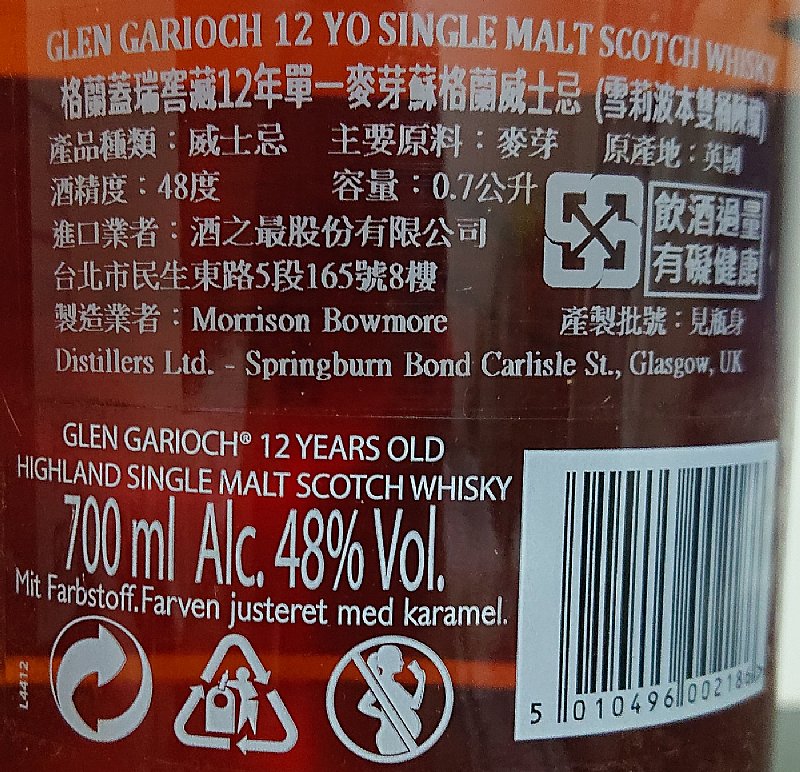 GLEN GARIOCH 12 YO SINGLE MALT SCOTCH WHISKY
格蘭蓋瑞窖藏12年單一麥芽蘇格蘭威士忌 (雪莉波本雙桶陳釀)
產品種類：威士忌 主要原料：麥芽 原產地：英國
酒精度：48度 容量：0.7公升
進口業者：酒之最股份有限公司
台北市民生東路5段165號8樓
製造業者：Morrison Bowmore 產製批號：見瓶身
Distillers Ltd. - Springburn Bond Carlisle St., Glasgow, UK
飲酒過量
有礙健康
GLEN GARIOCH® 12 YEARS OLD
HIGHLAND SINGLE MALT SCOTCH WHISKY
700 ml Alc. 48% Vol.
Mit Farbstoff. Farven justeret med karamel.
L4412
5 010496 002186